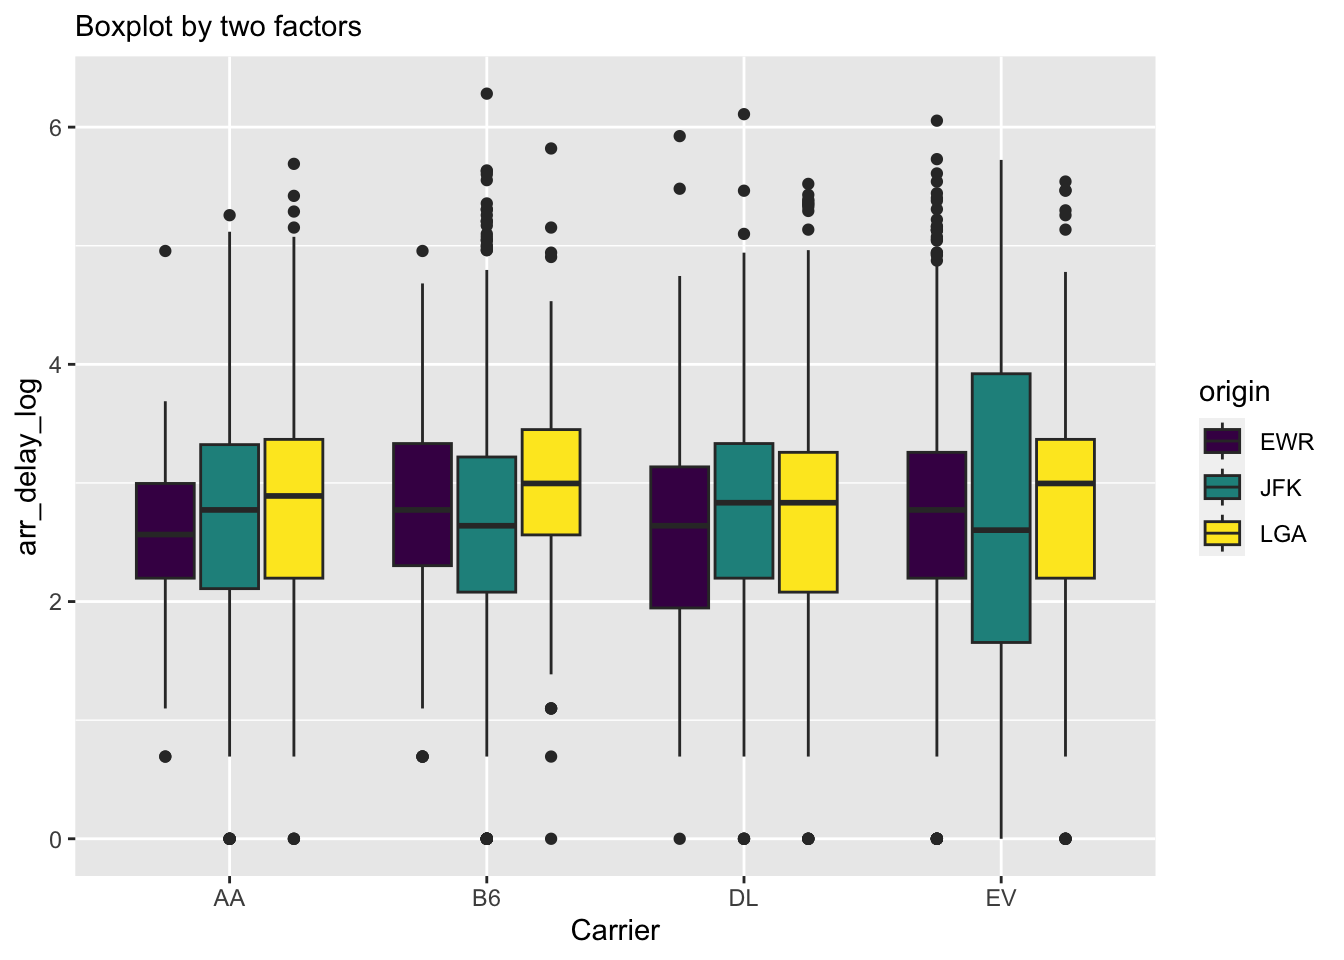 Boxplot by two factors
6
4
2
0
arr_delay_log
AA
B6
DL
EV
Carrier
origin
EWR
JFK
LGA